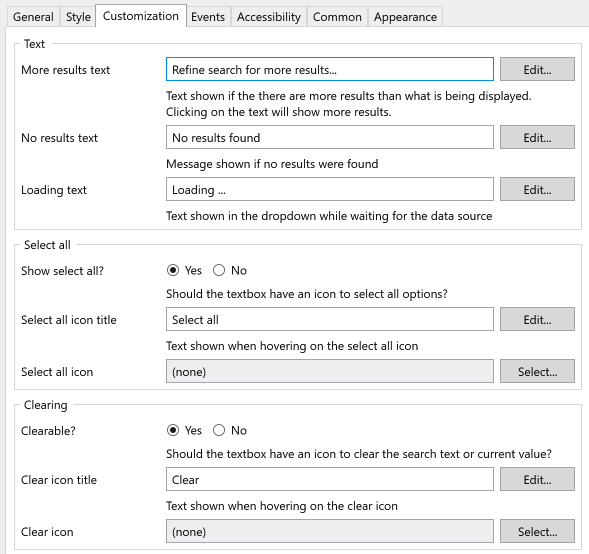 General Style Customization Events Accessibility Common Appearance
Text
More results text Refine search for more results... Edit...
Text shown if the there are more results than what is being displayed.
Clicking on the text will show more results.
No results text No results found Edit...
Message shown if no results were found
Loading text Loading ... Edit...
Text shown in the dropdown while waiting for the data source
Select all
Show select all? Yes No
Should the textbox have an icon to select all options?
Select all icon title Select all Edit...
Text shown when hovering on the select all icon
Select all icon (none) Select...
Clearing
Clearable? Yes No
Should the textbox have an icon to clear the search text or current value?
Clear icon title Clear Edit...
Text shown when hovering on the clear icon
Clear icon (none) Select...